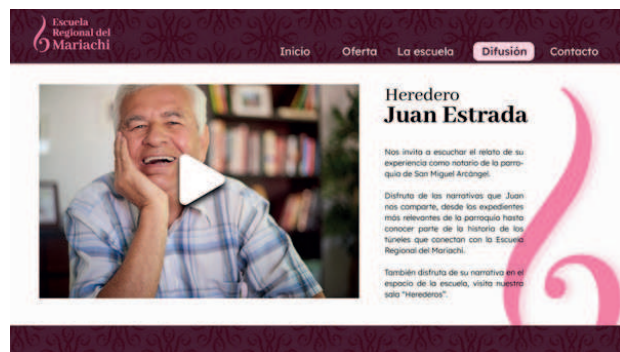 Escuela
Regional del
Mariachi
Inicio Oferta La escuela Difusión Contacto
Heredero
Juan Estrada
Nos invita a escuchar el relato de su
experiencia como notario de la parro-
quia de San Miguel Arcángel.
Disfruta de las narrativas que Juan
nos comparte, desde los expedientes
más relevantes de la parroquia hasta
conocer parte de la historia de los
túneles que conectan con la Escuela
Regional del Mariachi.
También disfruta de su narrativa en el
espacio de la escuela, visita nuestra
sala "Herederos".